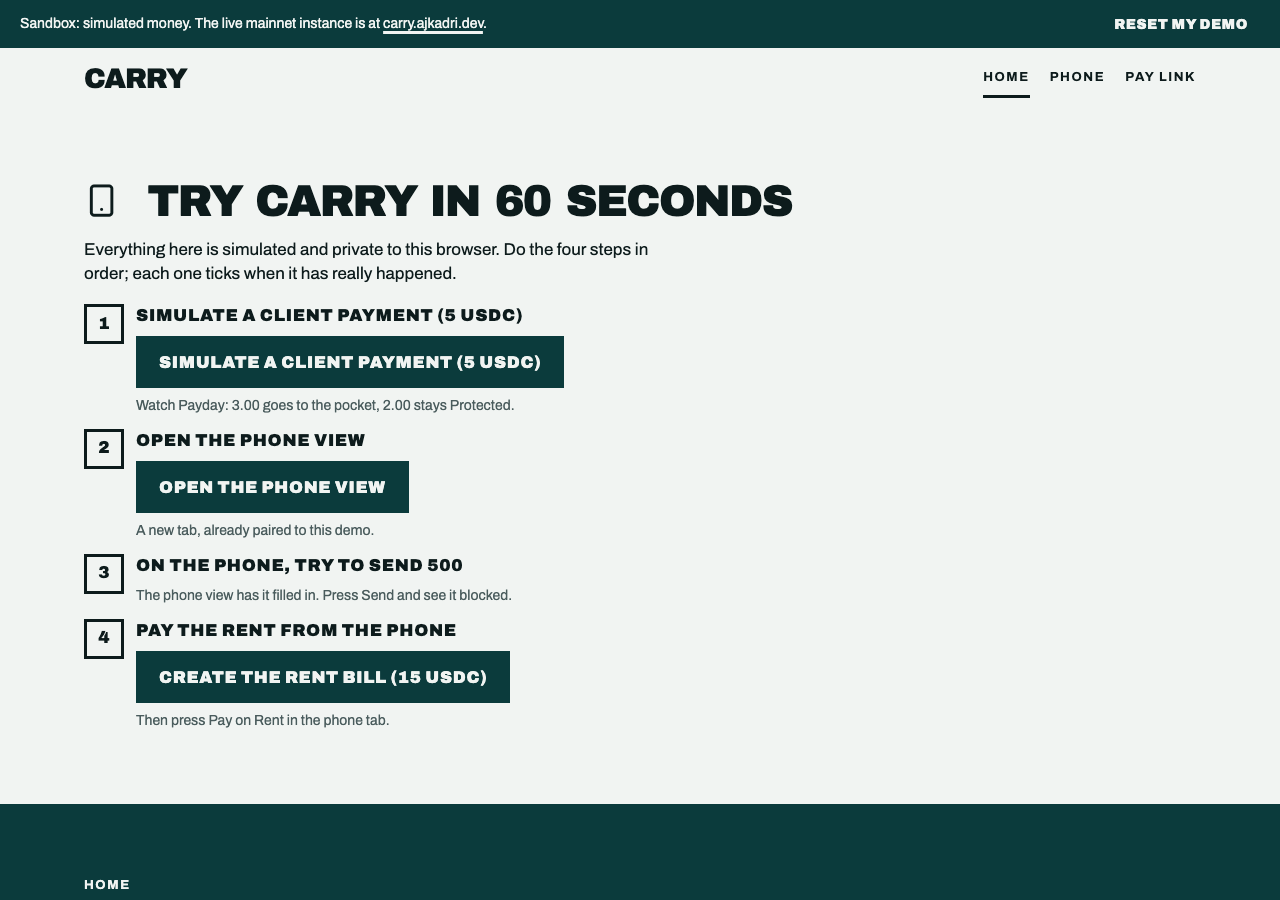 Sandbox: simulated money. The live mainnet instance is at carry.ajkadri.dev.
RESET MY DEMO
CARRY
HOME
PHONE
PAY LINK
TRY CARRY IN 60 SECONDS
Everything here is simulated and private to this browser. Do the four steps in
order; each one ticks when it has really happened.
1
SIMULATE A CLIENT PAYMENT (5 USDC)
SIMULATE A CLIENT PAYMENT (5 USDC)
Watch Payday: 3.00 goes to the pocket, 2.00 stays Protected.
2
OPEN THE PHONE VIEW
OPEN THE PHONE VIEW
A new tab, already paired to this demo.
3
ON THE PHONE, TRY TO SEND 500
The phone view has it filled in. Press Send and see it blocked.
4
PAY THE RENT FROM THE PHONE
CREATE THE RENT BILL (15 USDC)
Then press Pay on Rent in the phone tab.
HOME